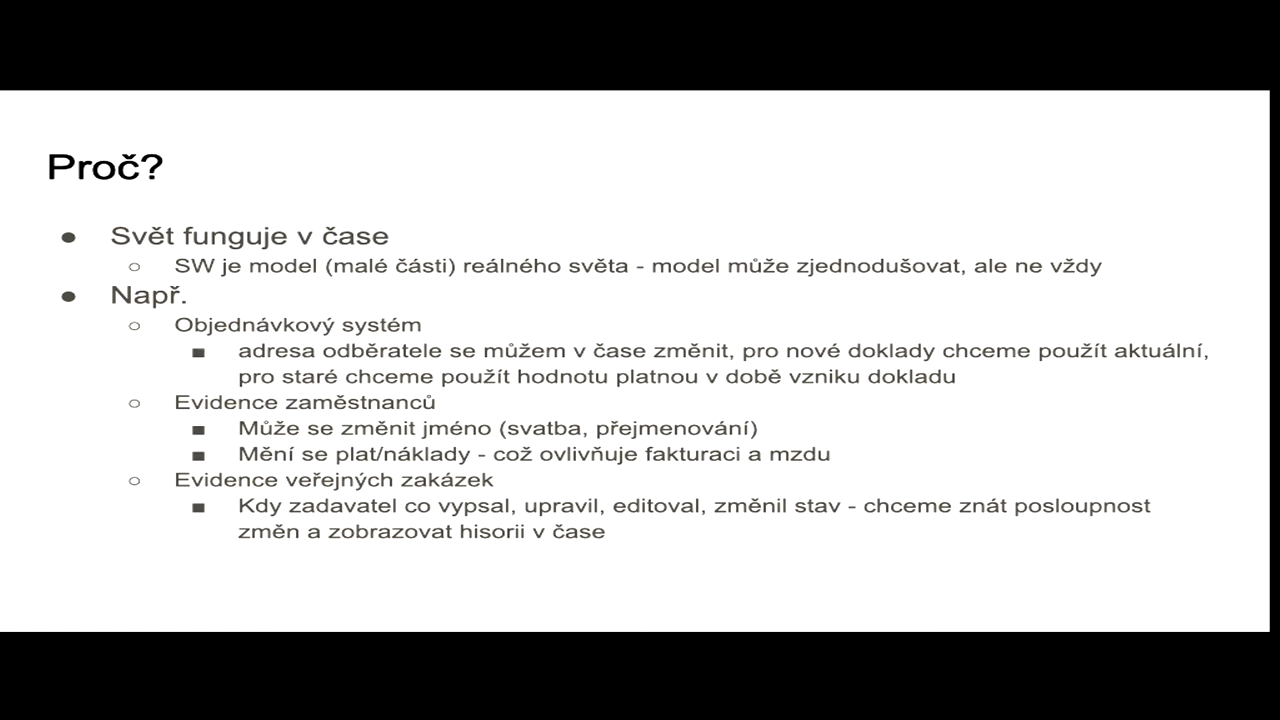 Proč?
● Svět funguje v čase
○ SW je model (malé části) reálného světa - model může zjednodušovat, ale ne vždy
● Např.
○ Objednávkový systém
■ adresa odběratele se můžem v čase změnit, pro nové doklady chceme použít aktuální,
pro staré chceme použít hodnotu platnou v době vzniku dokladu
○ Evidence zaměstnanců
■ Může se změnit jméno (svatba, přejmenování)
■ Mění se plat/náklady - což ovlivňuje fakturaci a mzdu
○ Evidence veřejných zakázek
■ Kdy zadavatel co vypsal, upravil, editoval, změnil stav - chceme znát posloupnost
změn a zobrazovat hisorii v čase